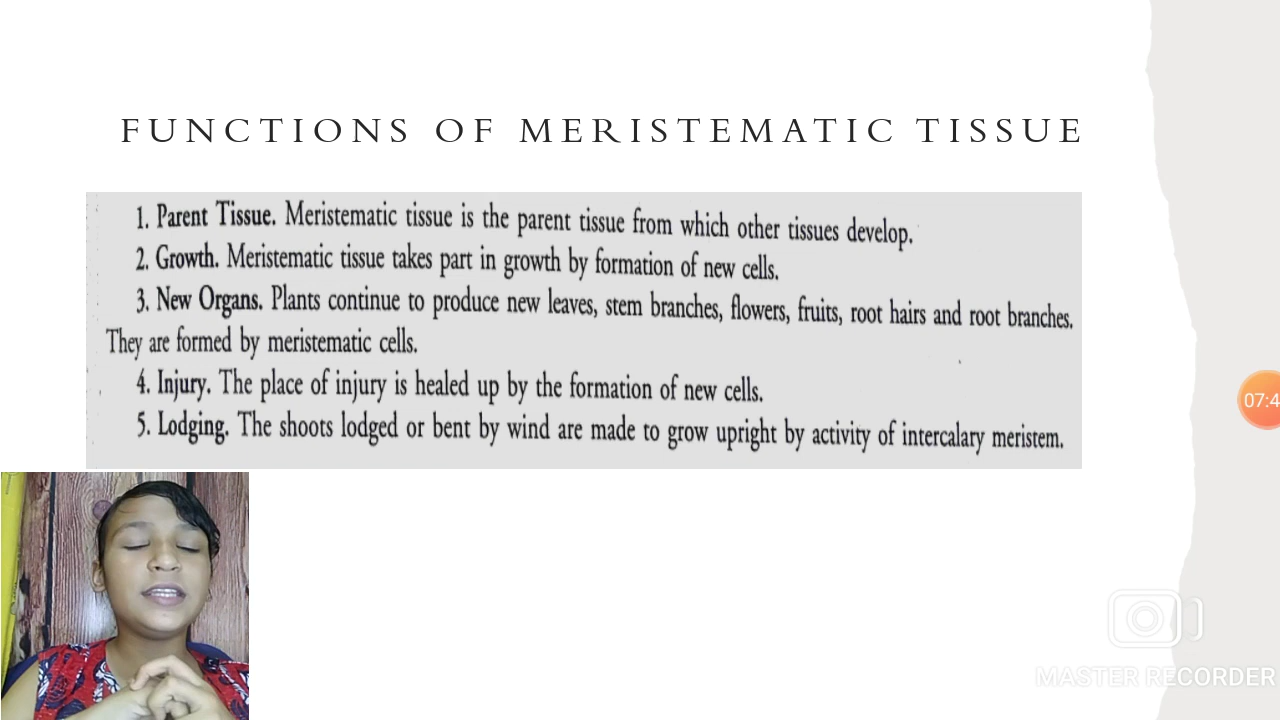 FUNCTIONS OF MERISTEMATIC TISSUE
1. Parent Tissue. Meristematic tissue is the parent tissue from which other tissues develop.
2. Growth. Meristematic tissue takes part in growth by formation of new cells.
3. New Organs. Plants continue to produce new leaves, stem branches, flowers, fruits, root hairs and root branches.
They are formed by meristematic cells.
4. Injury. The place of injury is healed up by the formation of new cells.
5. Lodging. The shoots lodged or bent by wind are made to grow upright by activity of intercalary meristem.
07:4
MASTER RECORDER